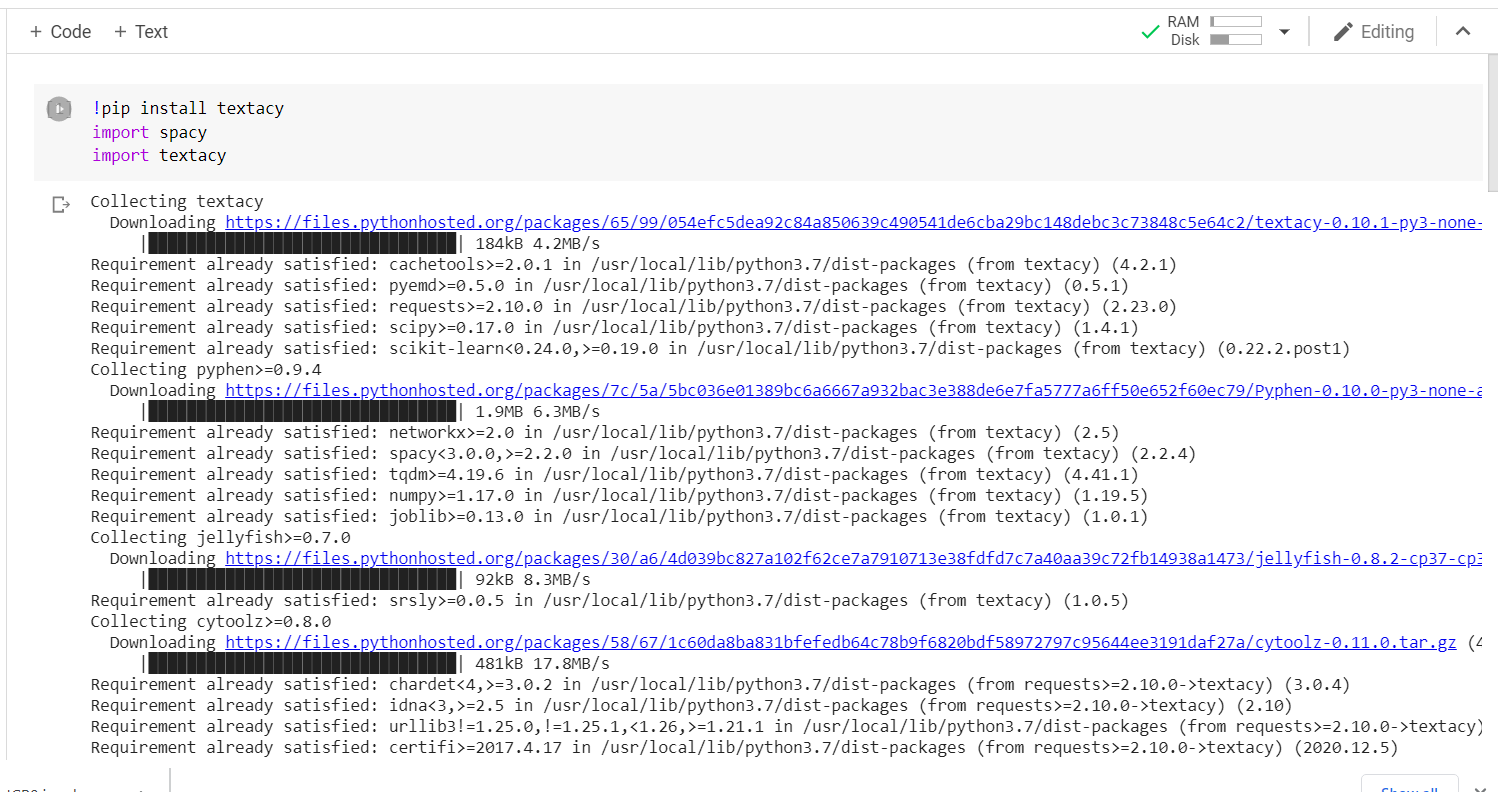 + Code + Text
RAM
Disk
Editing
!pip install textacy
import spacy
import textacy
Collecting textacy
Downloading https://files.pythonhosted.org/packages/65/99/054efc5dea92c84a850639c490541de6cba29bc148debc3c73848c5e64c2/textacy-0.10.1-py3-none-
|████████████████████████████████| 184kB 4.2MB/s
Requirement already satisfied: cachetools>=2.0.1 in /usr/local/lib/python3.7/dist-packages (from textacy) (4.2.1)
Requirement already satisfied: pyemd>=0.5.0 in /usr/local/lib/python3.7/dist-packages (from textacy) (0.5.1)
Requirement already satisfied: requests>=2.10.0 in /usr/local/lib/python3.7/dist-packages (from textacy) (2.23.0)
Requirement already satisfied: scipy>=0.17.0 in /usr/local/lib/python3.7/dist-packages (from textacy) (1.4.1)
Requirement already satisfied: scikit-learn<0.24.0,>=0.19.0 in /usr/local/lib/python3.7/dist-packages (from textacy) (0.22.2.post1)
Collecting pyphen>=0.9.4
Downloading https://files.pythonhosted.org/packages/7c/5a/5bc036e01389bc6a6667a932bac3e388de6e7fa5777a6ff50e652f60ec79/Pyphen-0.10.0-py3-none-a
|████████████████████████████████| 1.9MB 6.3MB/s
Requirement already satisfied: networkx>=2.0 in /usr/local/lib/python3.7/dist-packages (from textacy) (2.5)
Requirement already satisfied: spacy<3.0.0,>=2.2.0 in /usr/local/lib/python3.7/dist-packages (from textacy) (2.2.4)
Requirement already satisfied: tqdm>=4.19.6 in /usr/local/lib/python3.7/dist-packages (from textacy) (4.41.1)
Requirement already satisfied: numpy>=1.17.0 in /usr/local/lib/python3.7/dist-packages (from textacy) (1.19.5)
Requirement already satisfied: joblib>=0.13.0 in /usr/local/lib/python3.7/dist-packages (from textacy) (1.0.1)
Collecting jellyfish>=0.7.0
Downloading https://files.pythonhosted.org/packages/30/a6/4d039bc827a102f62ce7a7910713e38fdfd7c7a40aa39c72fb14938a1473/jellyfish-0.8.2-cp37-cp3
|████████████████████████████████| 92kB 8.3MB/s
Requirement already satisfied: srsly>=0.0.5 in /usr/local/lib/python3.7/dist-packages (from textacy) (1.0.5)
Collecting cytoolz>=0.8.0
Downloading https://files.pythonhosted.org/packages/58/67/1c60da8ba831bfefedb64c78b9f6820bdf58972797c95644ee3191daf27a/cytoolz-0.11.0.tar.gz (4
|████████████████████████████████| 481kB 17.8MB/s
Requirement already satisfied: chardet<4,>=3.0.2 in /usr/local/lib/python3.7/dist-packages (from requests>=2.10.0->textacy) (3.0.4)
Requirement already satisfied: idna<3,>=2.5 in /usr/local/lib/python3.7/dist-packages (from requests>=2.10.0->textacy) (2.10)
Requirement already satisfied: urllib3!=1.25.0,!=1.25.1,<1.26,>=1.21.1 in /usr/local/lib/python3.7/dist-packages (from requests>=2.10.0->textacy)
Requirement already satisfied: certifi>=2017.4.17 in /usr/local/lib/python3.7/dist-packages (from requests>=2.10.0->textacy) (2020.12.5)
Show all